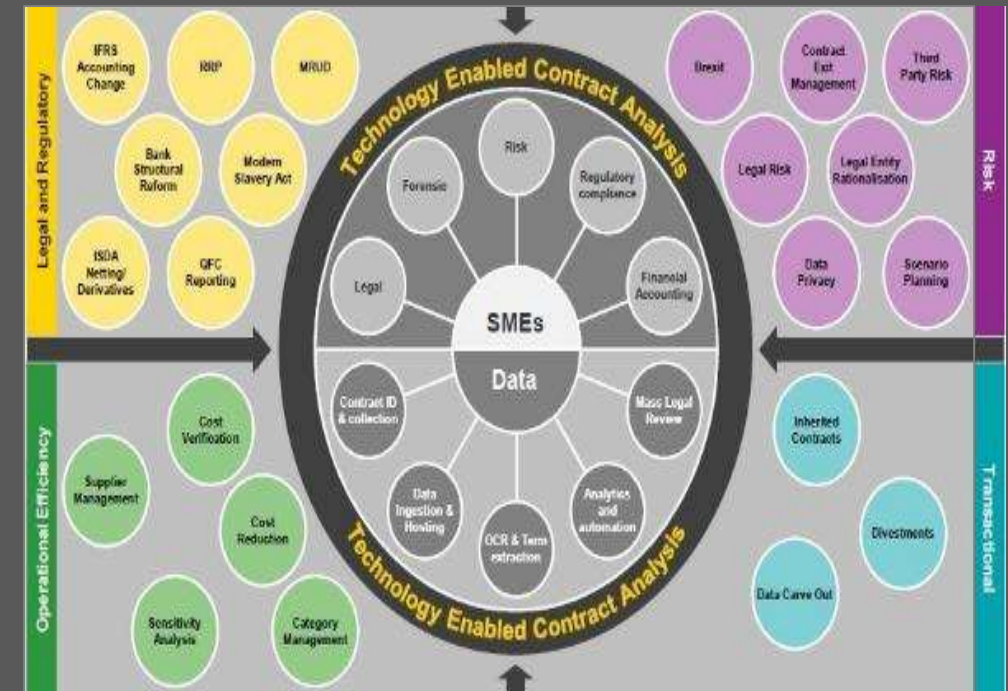 Legal and Regulatory
IFRS
Accounting
Change
RRP
MRUD
Bank
Structural
Reform
Modern
Slavery Act
ISDA
Netting/
Derivatives
QFC
Reporting
Technology Enabled Contract Analysis
Risk
Forensic
Regulatory
compliance
Legal
Financial
Accounting
SMEs
Data
Contract ID
& collection
Mass Legal
Review
Data
Ingestion &
Hosting
Analytics
and
automation
OCR & Term
extraction
Technology Enabled Contract Analysis
Risk
Brexit
Contract
Exit
Management
Third
Party Risk
Legal Risk
Legal Entity
Rationalisation
Data
Privacy
Scenario
Planning
Operational Efficiency
Cost
Verification
Supplier
Management
Cost
Reduction
Sensitivity
Analysis
Category
Management
Transactional
Inherited
Contracts
Divestments
Data Carve Out